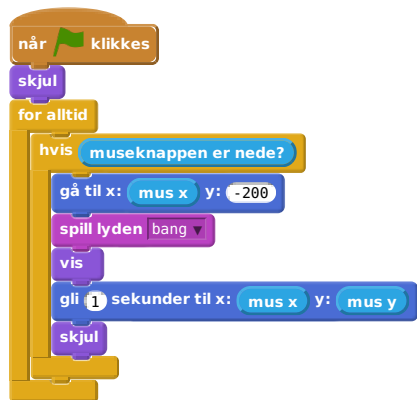 når klikkes
skjul
for alltid
hvis museknappen er nede?
gå til x: mus x y: -200
spill lyden bang
vis
gli 1 sekunder til x: mus x y: mus y
skjul